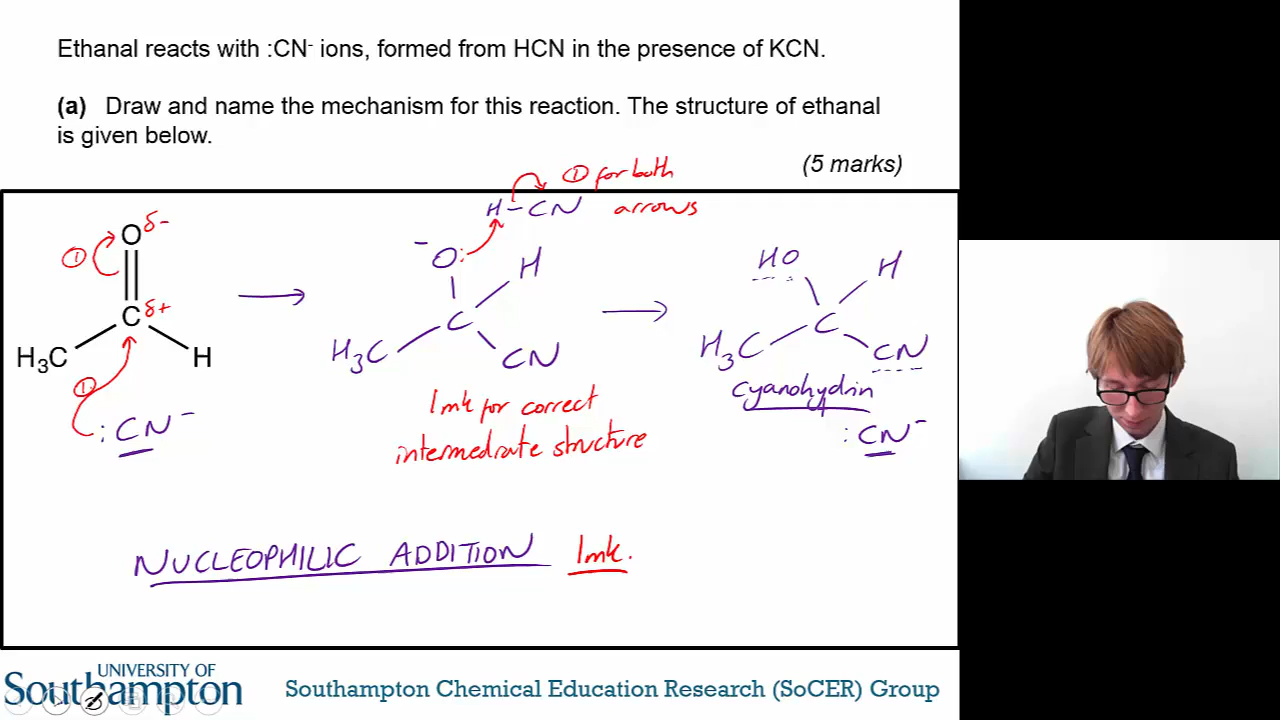 Ethanal reacts with :CN⁻ ions, formed from HCN in the presence of KCN.
(a) Draw and name the mechanism for this reaction. The structure of ethanal
is given below.
(5 marks)
① for both
H-CN arrows
O δ-
①
C δ+
H₃C H
①
:CN⁻
⁻O: H
C
H₃C CN
1mk for correct
intermediate structure
HO H
C
H₃C CN
cyanohydrin
:CN⁻
NUCLEOPHILIC ADDITION 1mk.
UNIVERSITY OF
Southampton
Southampton Chemical Education Research (SoCER) Group